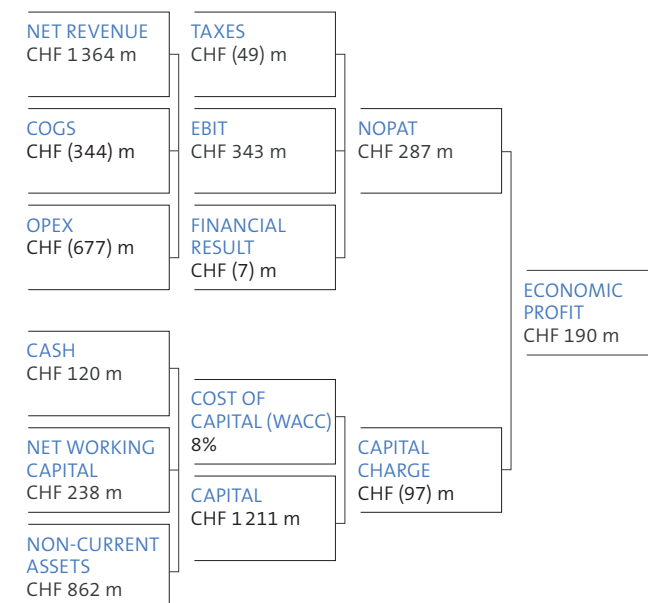 NET REVENUE
CHF 1 364 m
COGS
CHF (344) m
OPEX
CHF (677) m
TAXES
CHF (49) m
EBIT
CHF 343 m
FINANCIAL
RESULT
CHF (7) m
NOPAT
CHF 287 m
ECONOMIC
PROFIT
CHF 190 m
CASH
CHF 120 m
NET WORKING
CAPITAL
CHF 238 m
NON-CURRENT
ASSETS
CHF 862 m
COST OF
CAPITAL (WACC)
8%
CAPITAL
CHF 1 211 m
CAPITAL
CHARGE
CHF (97) m